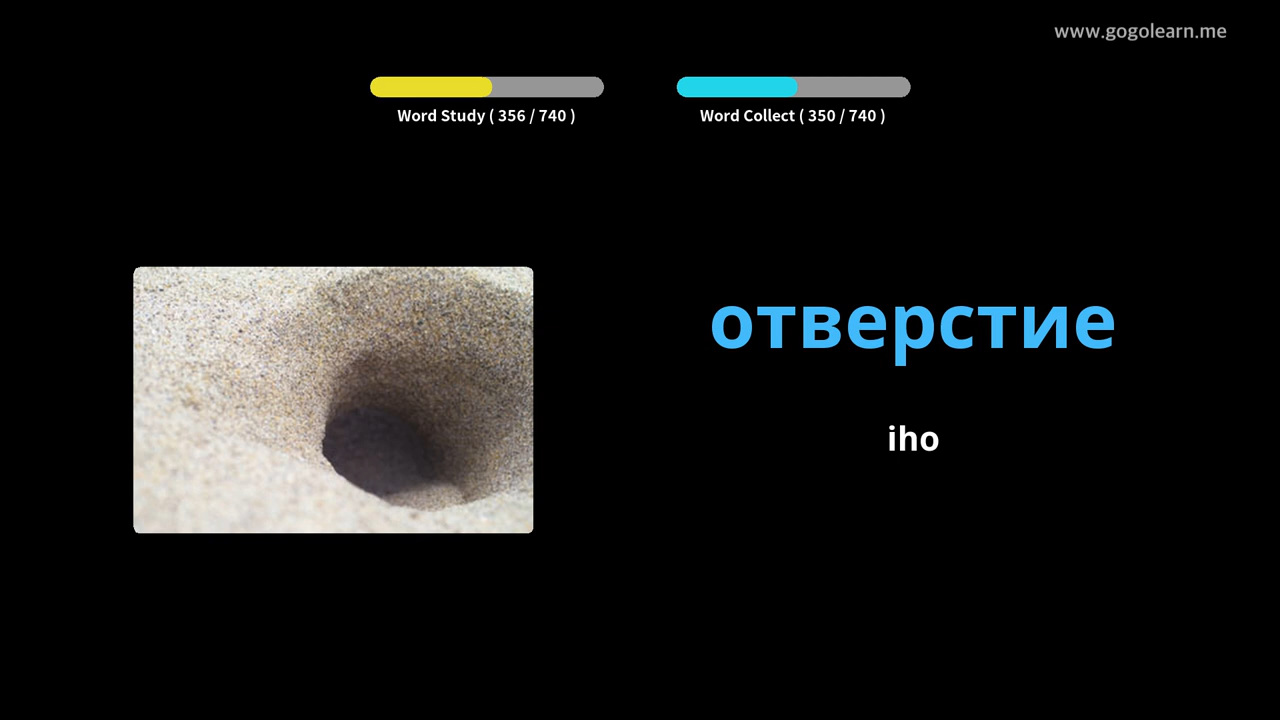 www.gogolearn.me
Word Study ( 356 / 740 )
Word Collect ( 350 / 740 )
отверстие
iho